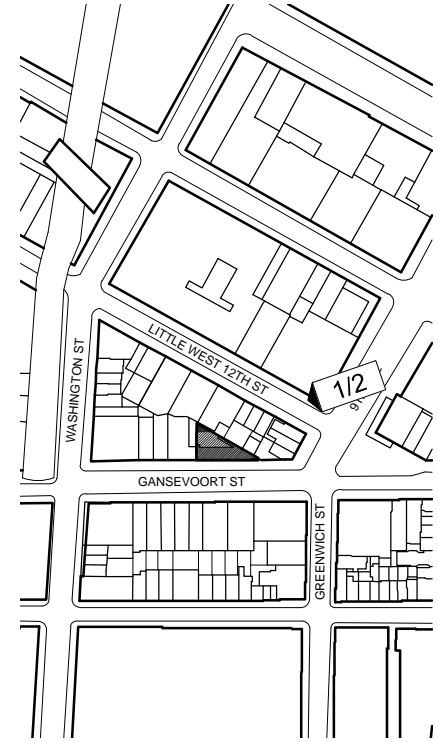 LITTLE WEST 12TH ST
1/2
WASHINGTON ST
GANSEVOORT ST
GREENWICH ST